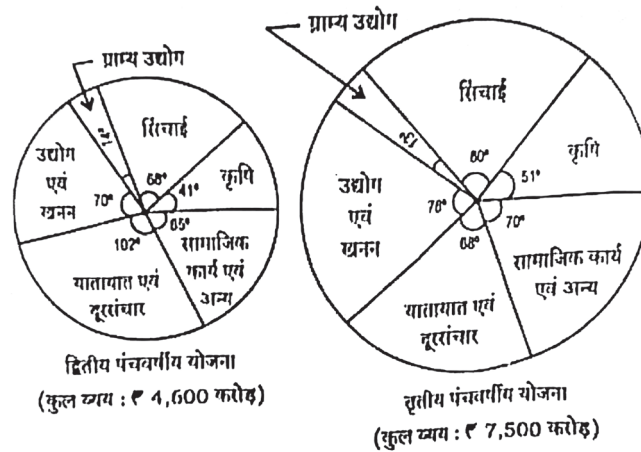 ग्राम्य उद्योग
सिंचाई
कृषि
सामाजिक
कार्य एवं
अन्य
यातायात एवं
दूरसंचार
उद्योग
एवं
खनन
14°
68°
41°
65°
102°
70°
द्वितीय पंचवर्षीय योजना
(कुल व्यय : ₹ 4,600 करोड़)
ग्राम्य उद्योग
सिंचाई
कृषि
सामाजिक कार्य
एवं अन्य
यातायात एवं
दूरसंचार
उद्योग
एवं
खनन
60°
51°
70°
68°
76°
तृतीय पंचवर्षीय योजना
(कुल व्यय : ₹ 7,500 करोड़)